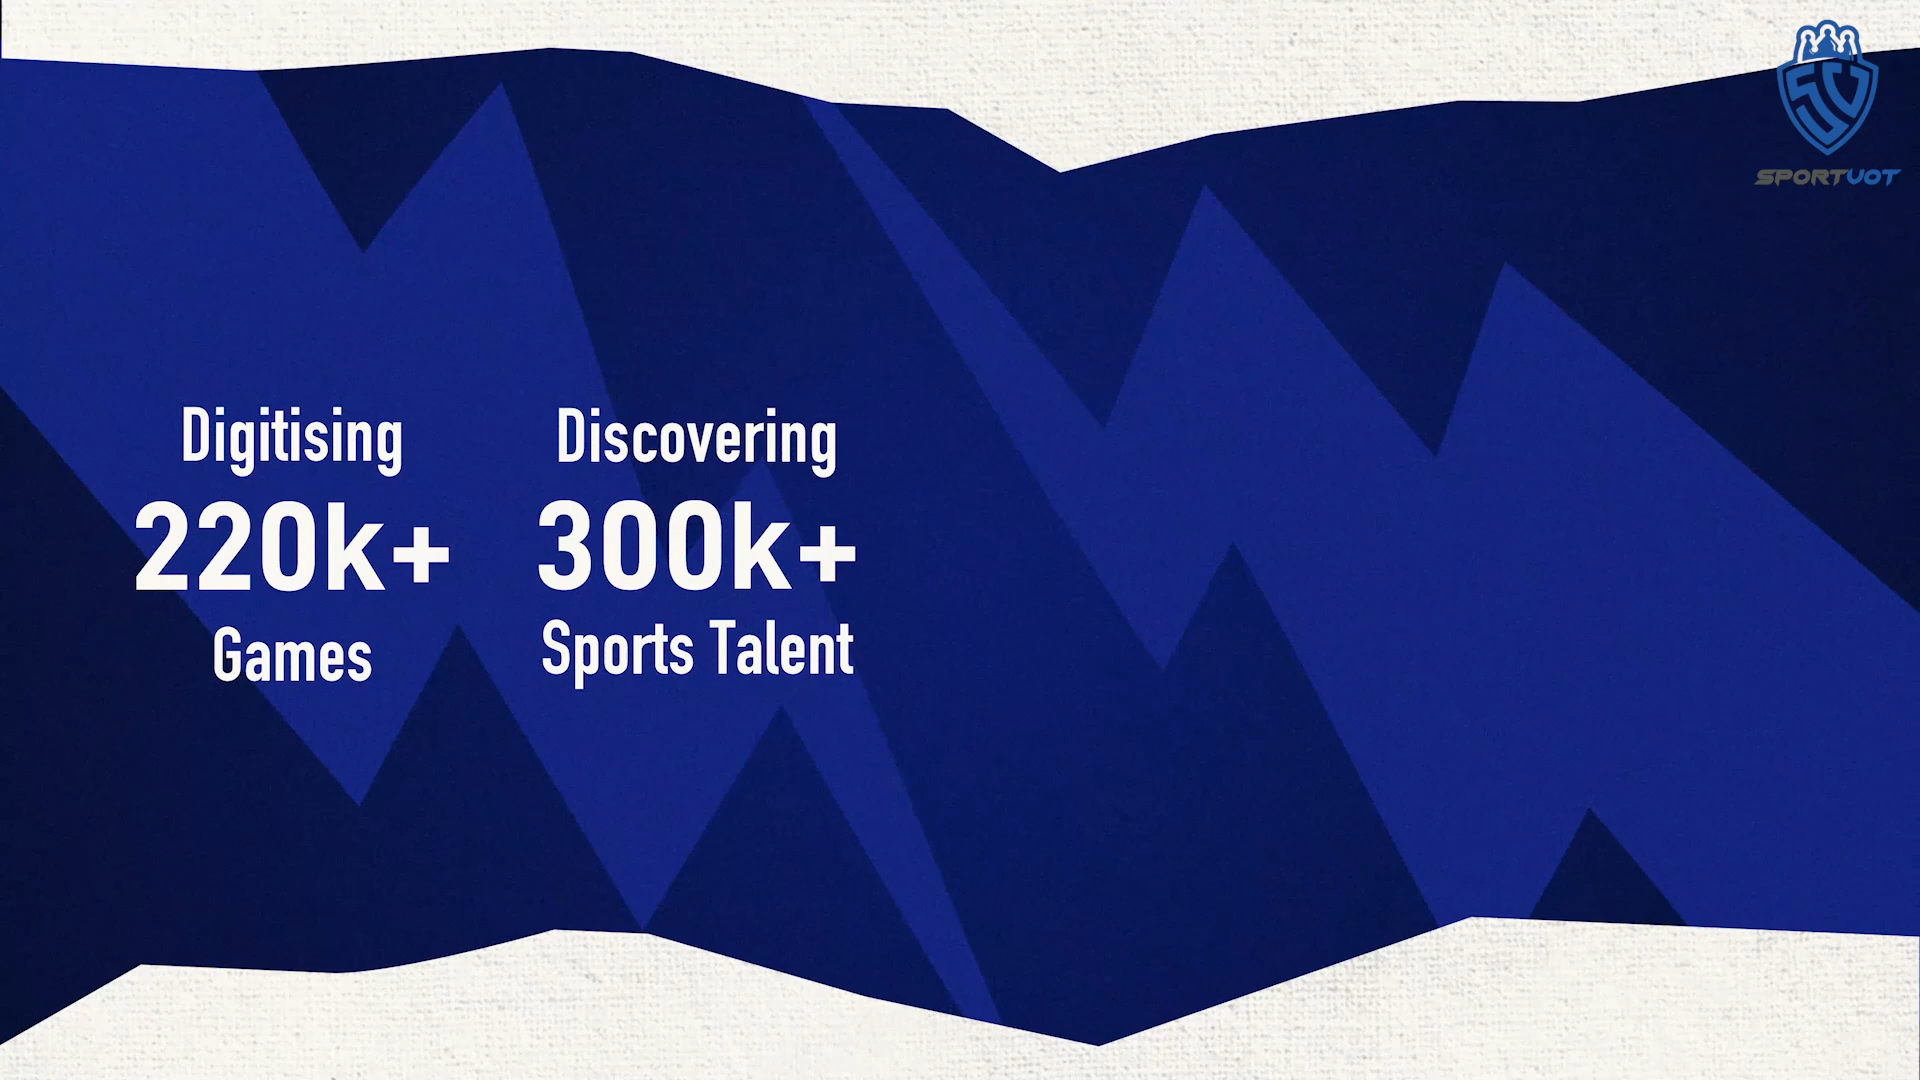 SPORTVOT
Digitising
220k+
Games
Discovering
300k+
Sports Talent